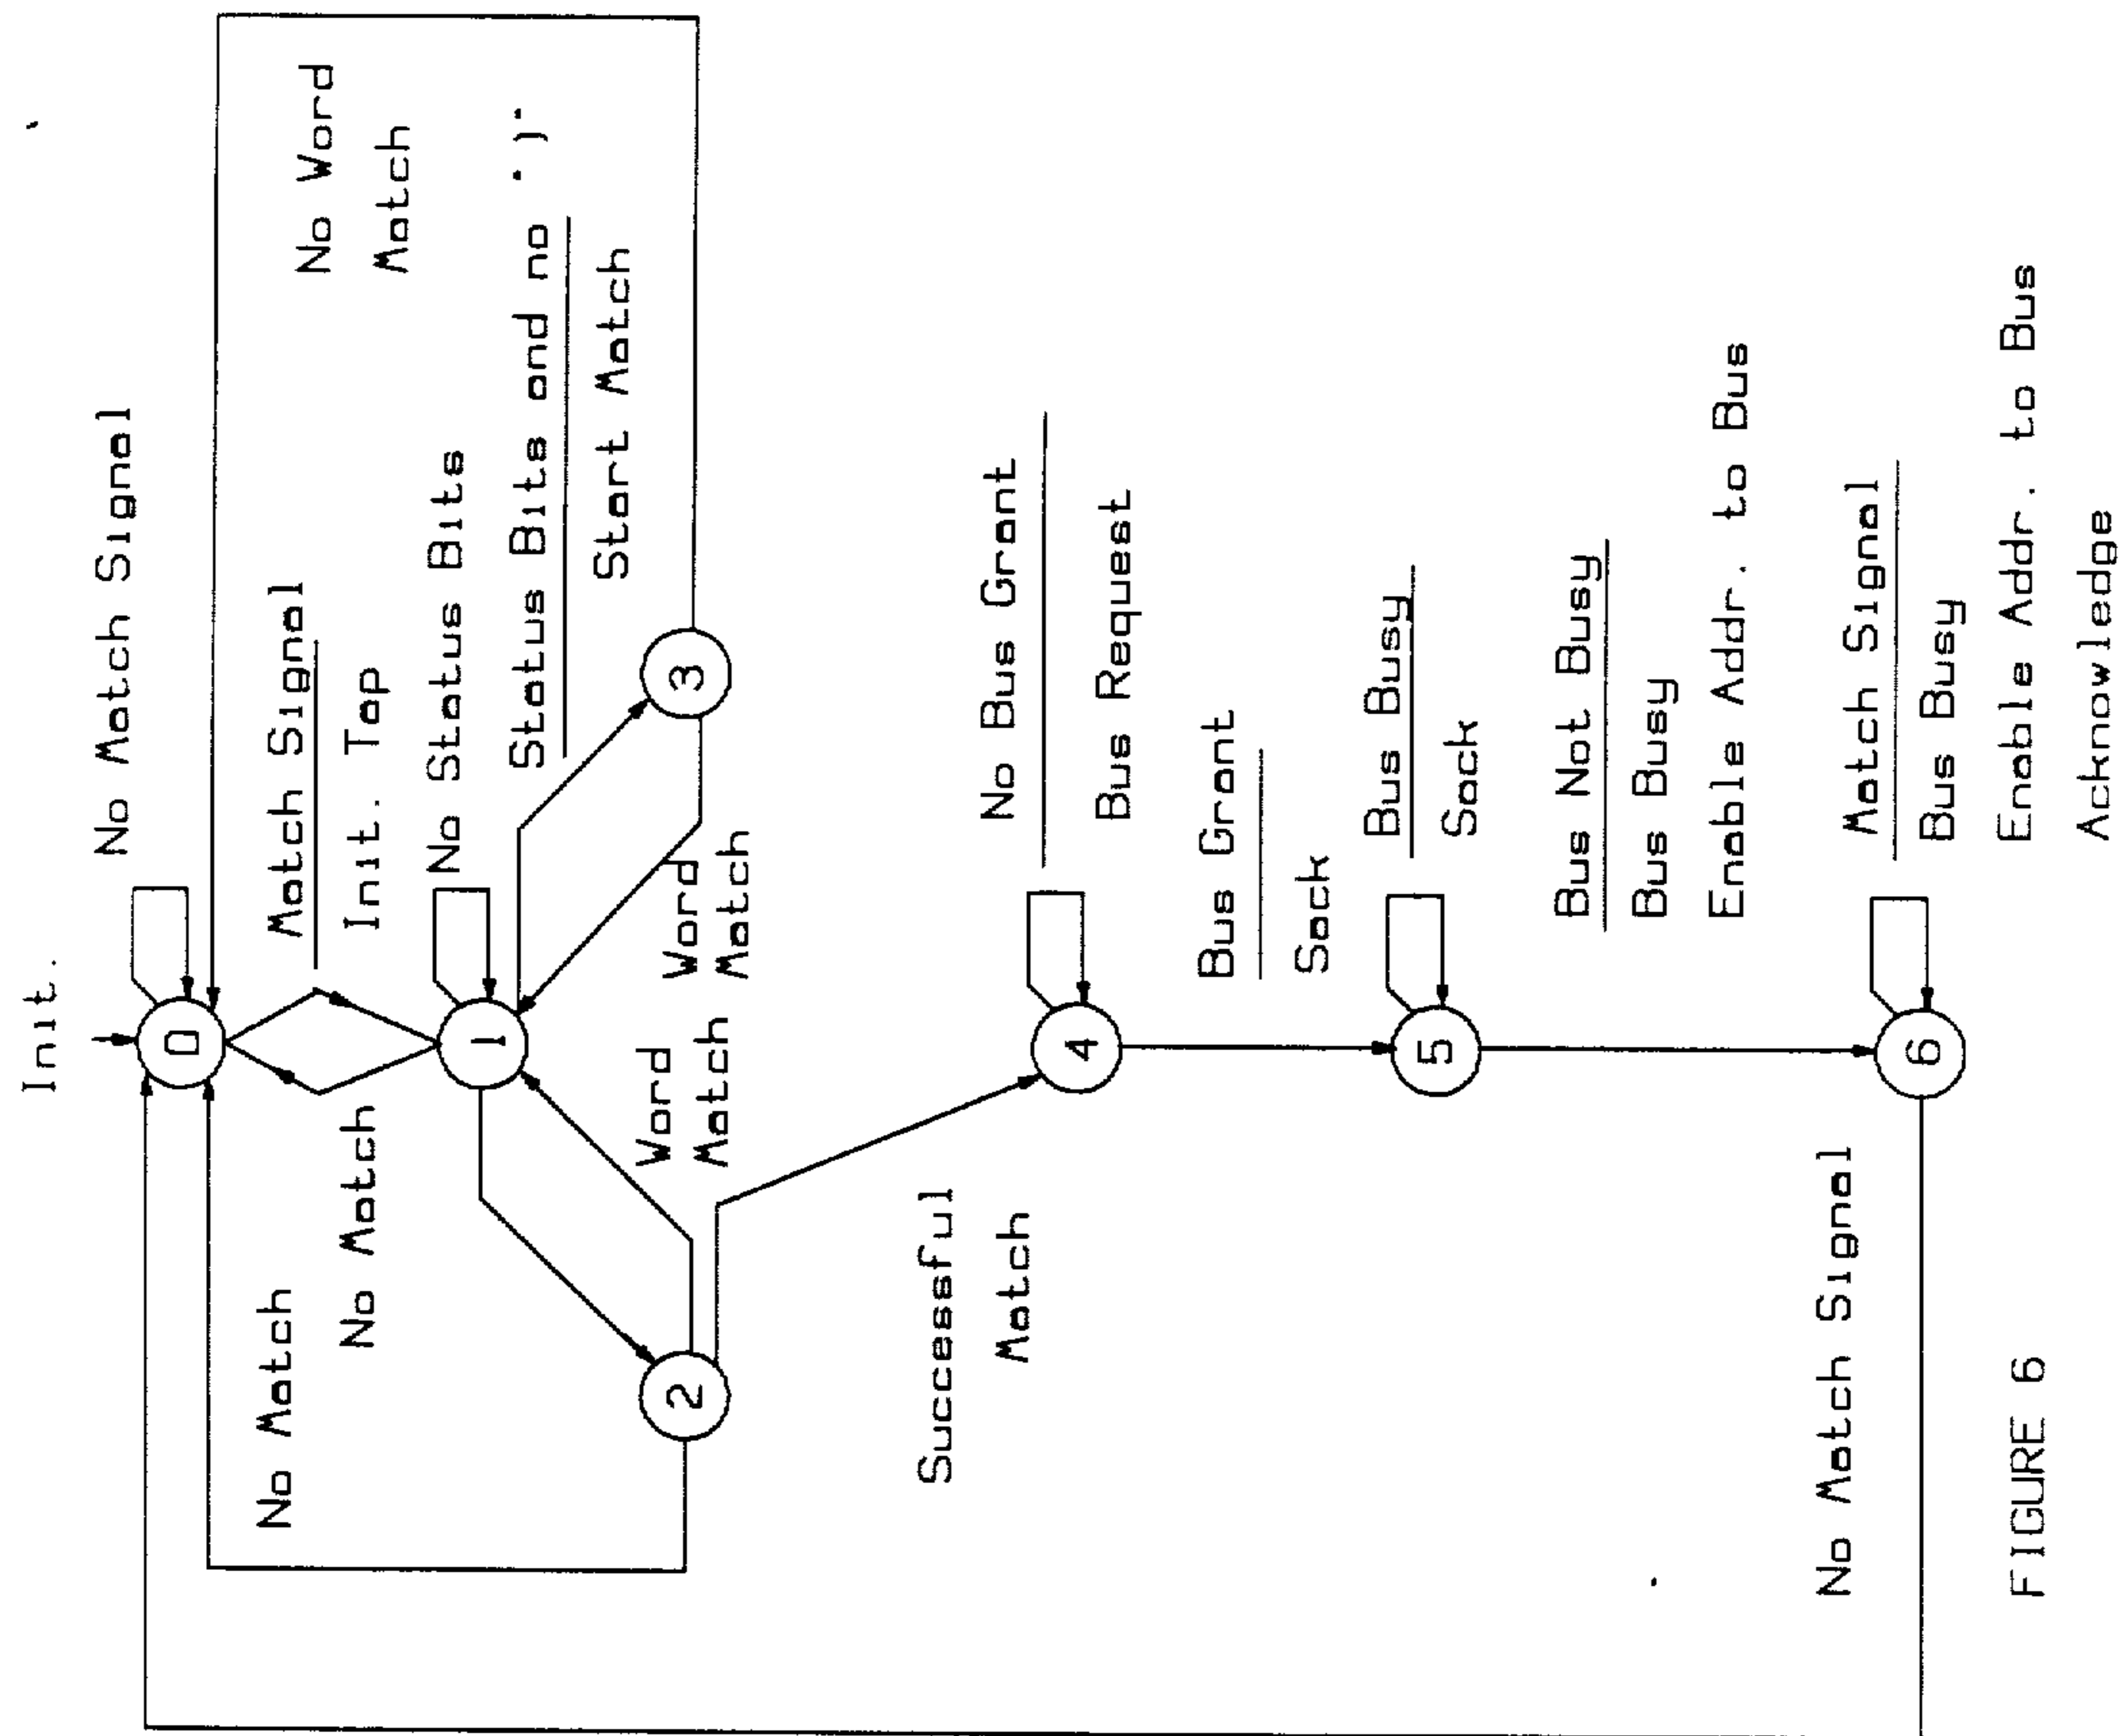 Init.
No Match Signal
No Word
Match
Match Signal
Init. Tap
No Match
No Match
No Status Bits
Status Bits and no ")"
Start Match
Word
Match
Word
Match
Successful
Match
No Bus Grant
Bus Request
Bus Grant
Sack
Bus Busy
Sack
Bus Not Busy
Bus Busy
Enable Addr. to Bus
Match Signal
Bus Busy
Enable Addr. to Bus
Acknowledge
No Match Signal
0
1
2
3
4
5
6
FIGURE 6